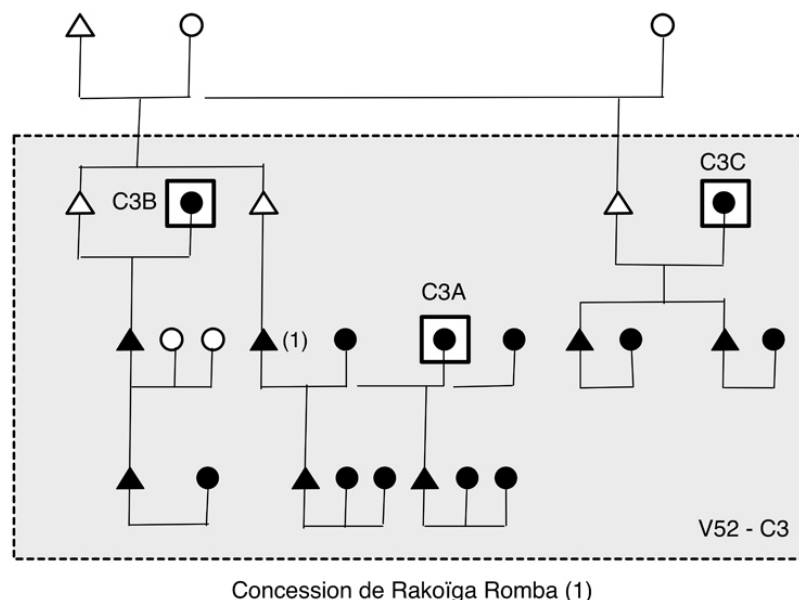 C3C
C3B
C3A
(1)
V52 - C3
Concession de Rakoïga Romba (1)